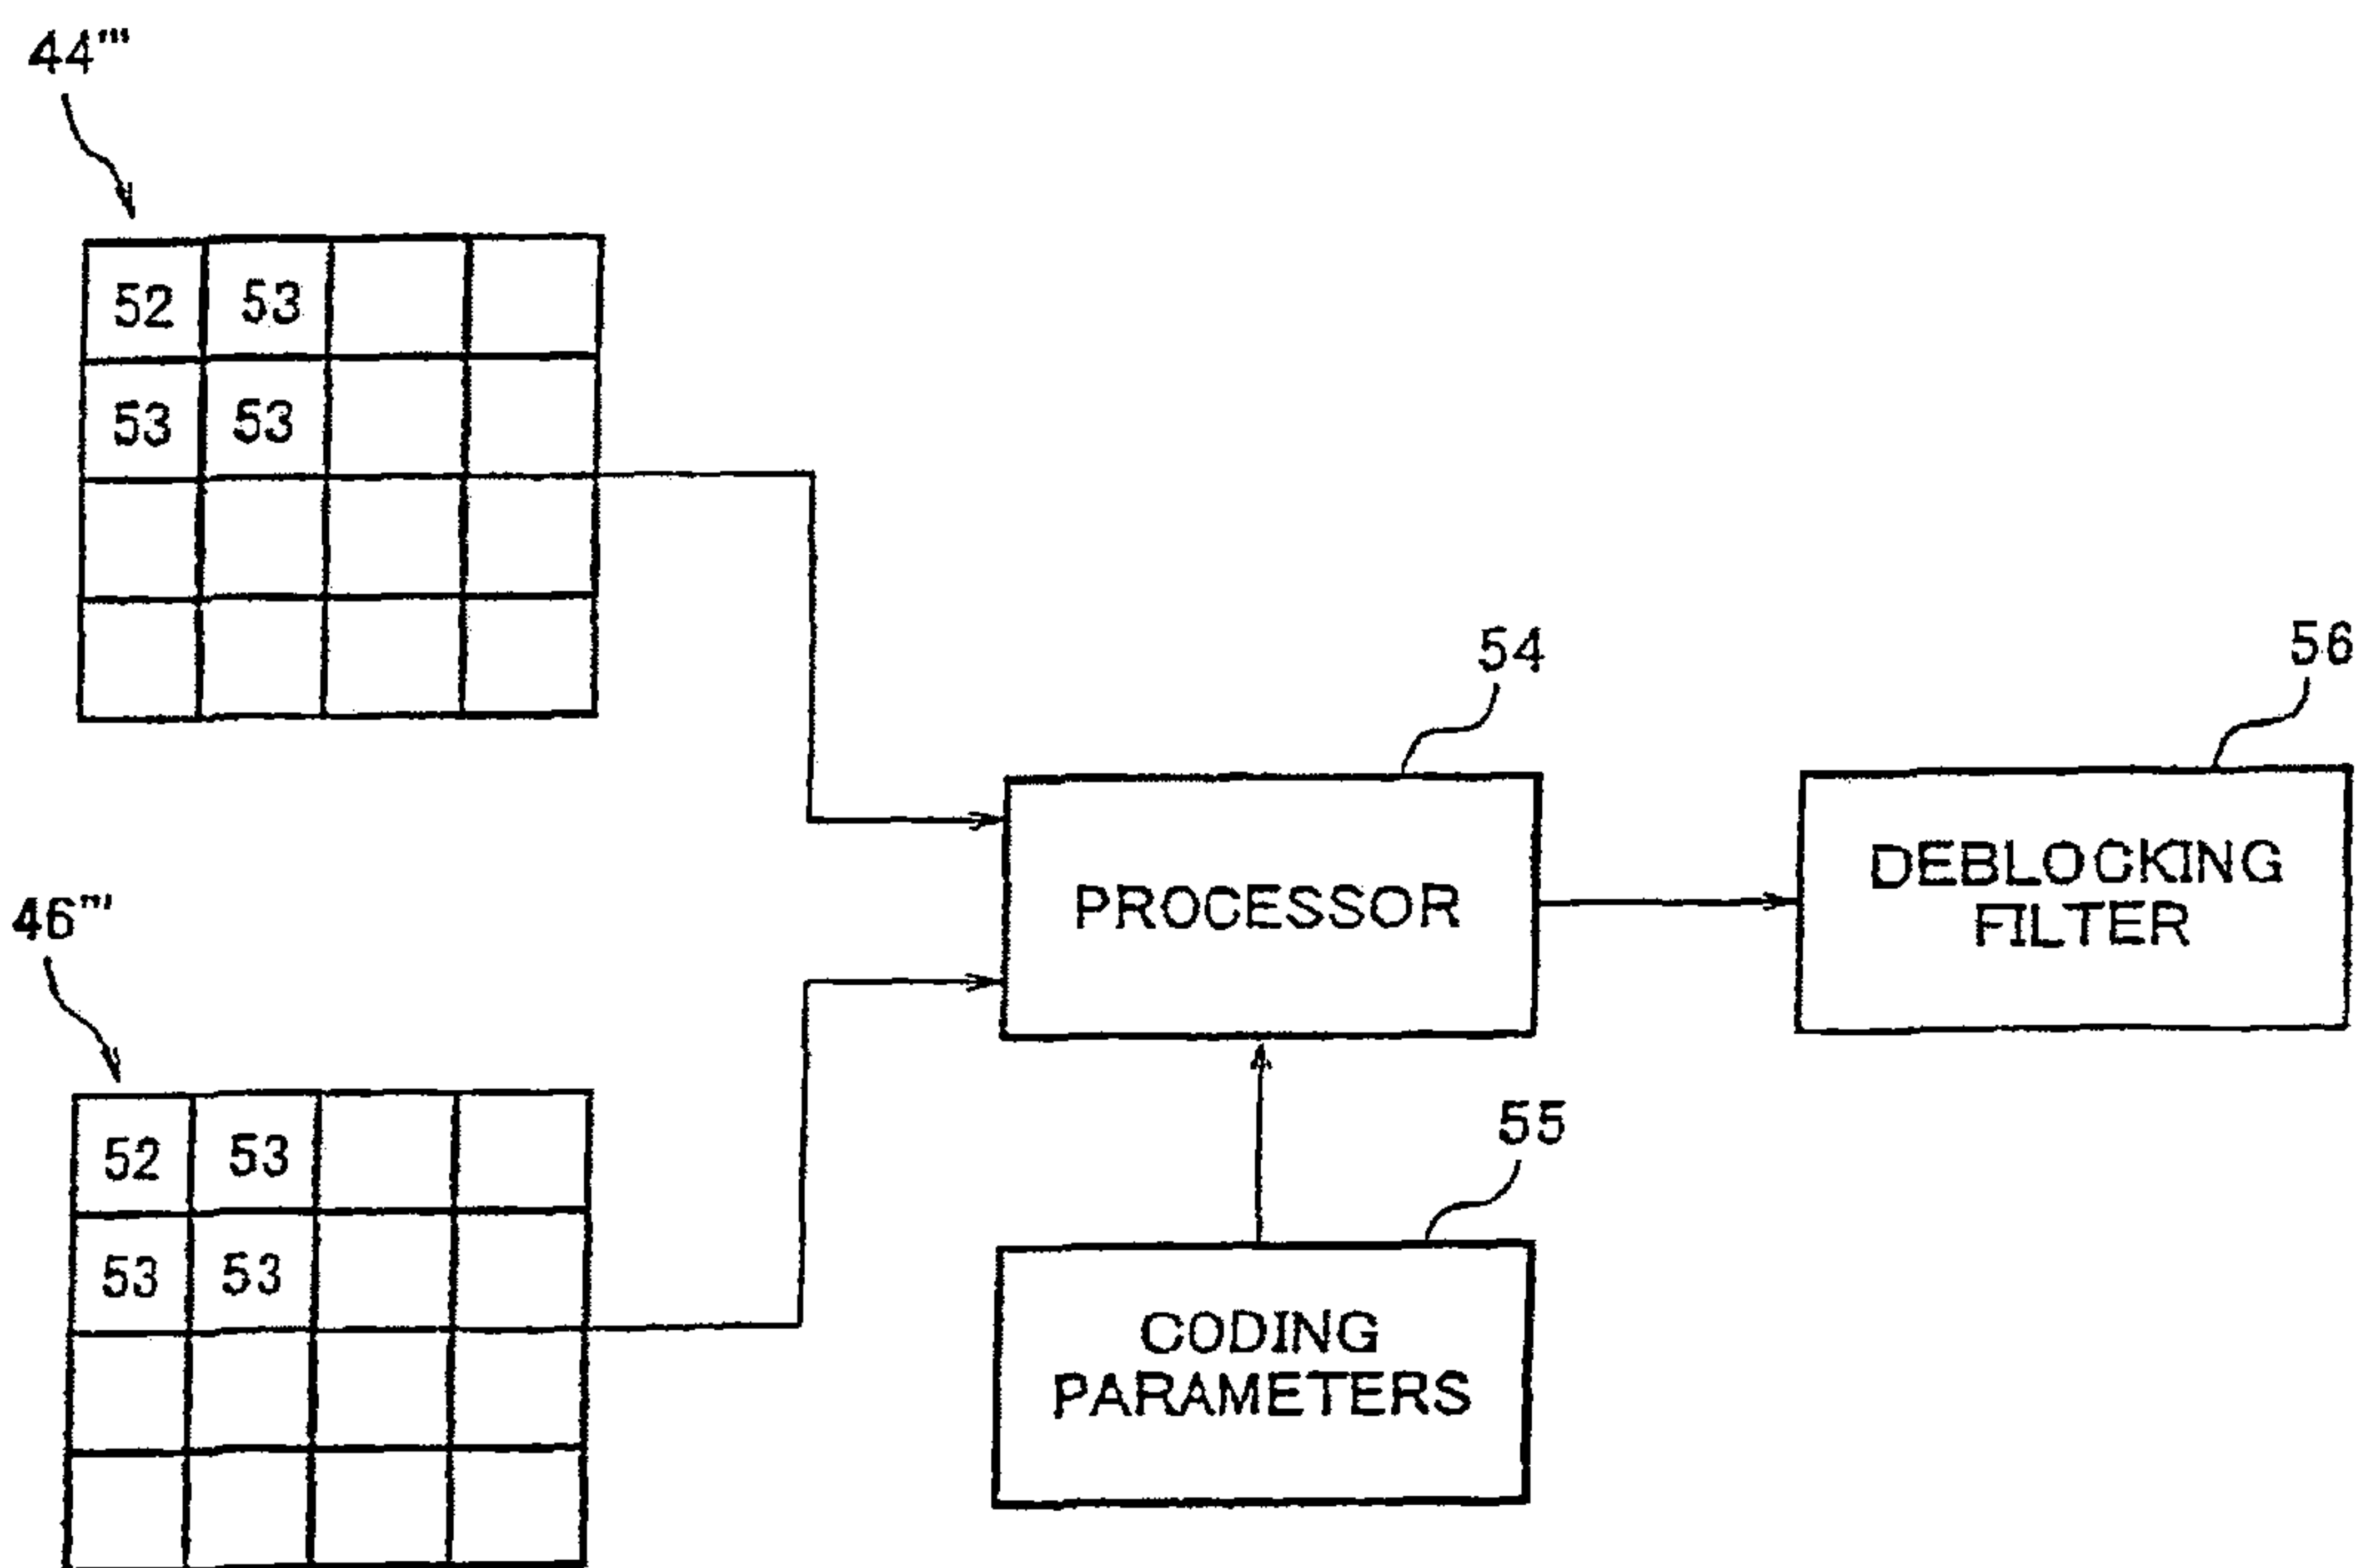 44'''
52 53
53 53
54
56
PROCESSOR
DEBLOCKING
FILTER
46'''
52 53
53 53
55
CODING
PARAMETERS